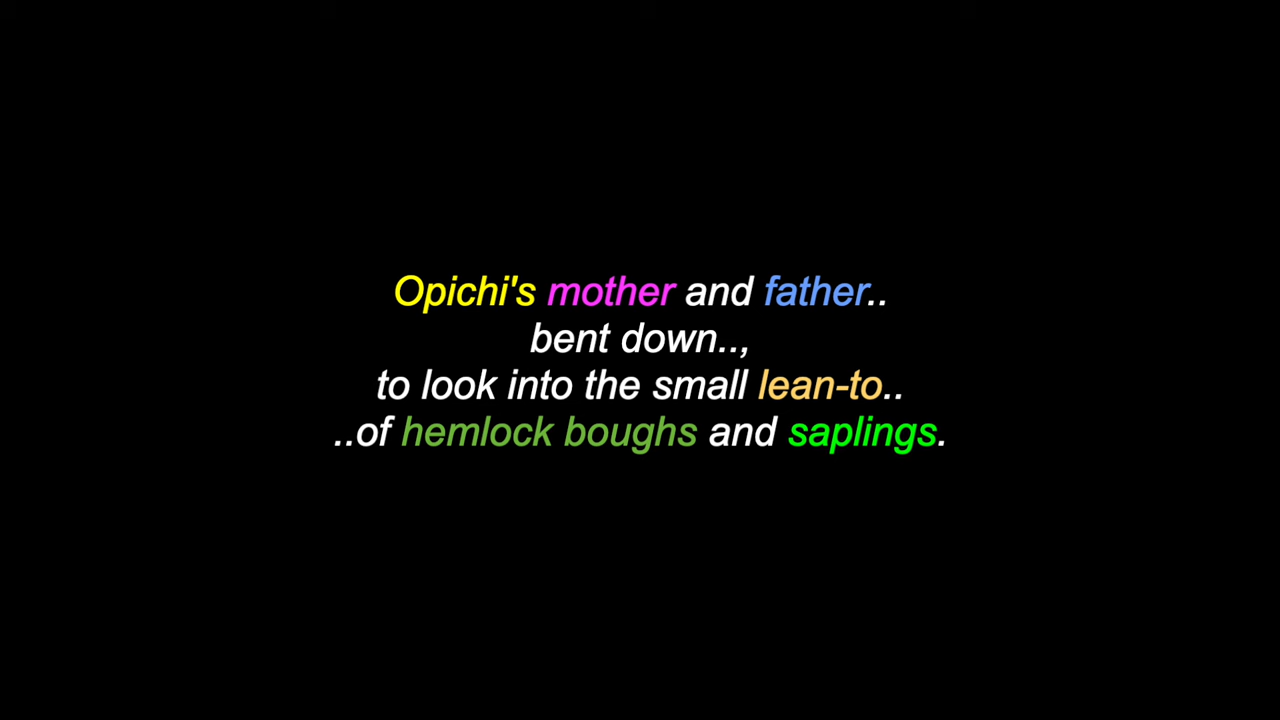 Opichi's mother and father..
bent down..,
to look into the small lean-to..
..of hemlock boughs and saplings.